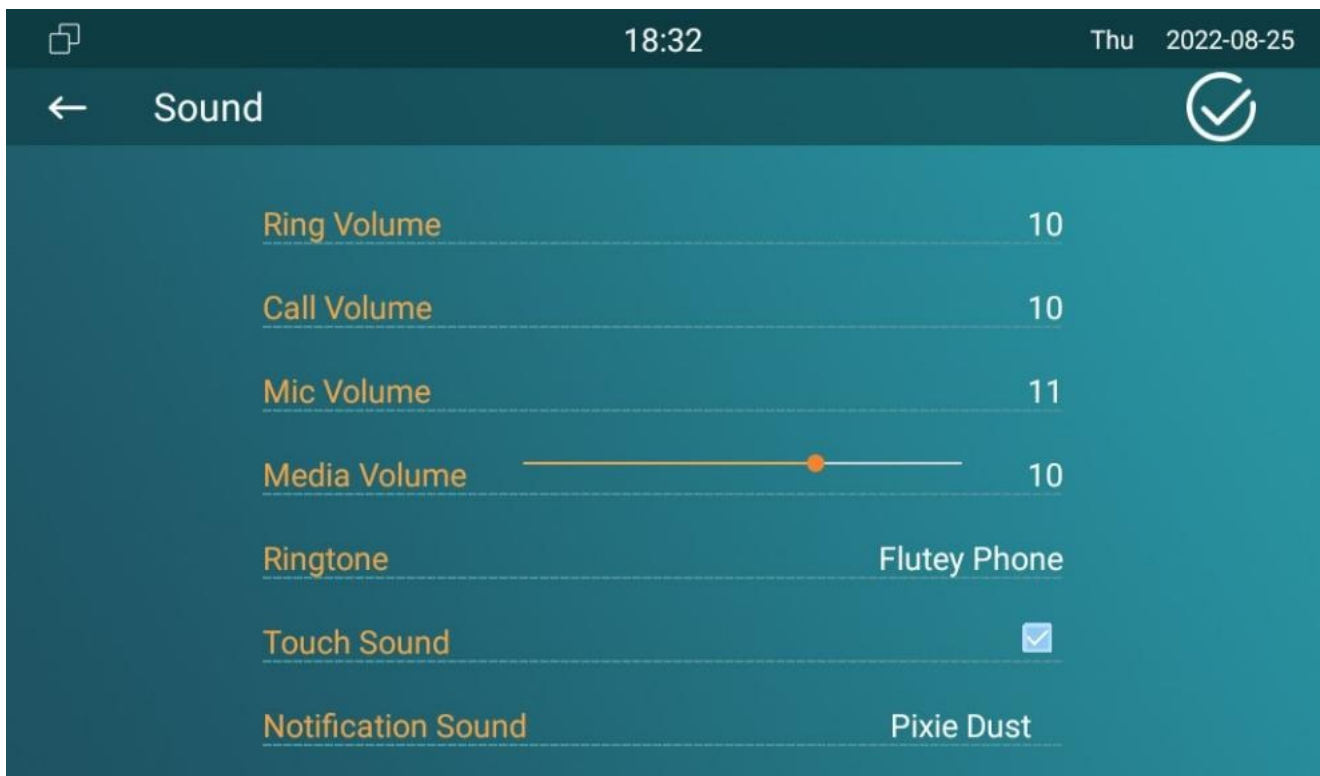 18:32 Thu 2022-08-25
Sound
Ring Volume 10
Call Volume 10
Mic Volume 11
Media Volume 10
Ringtone Flutey Phone
Touch Sound
Notification Sound Pixie Dust